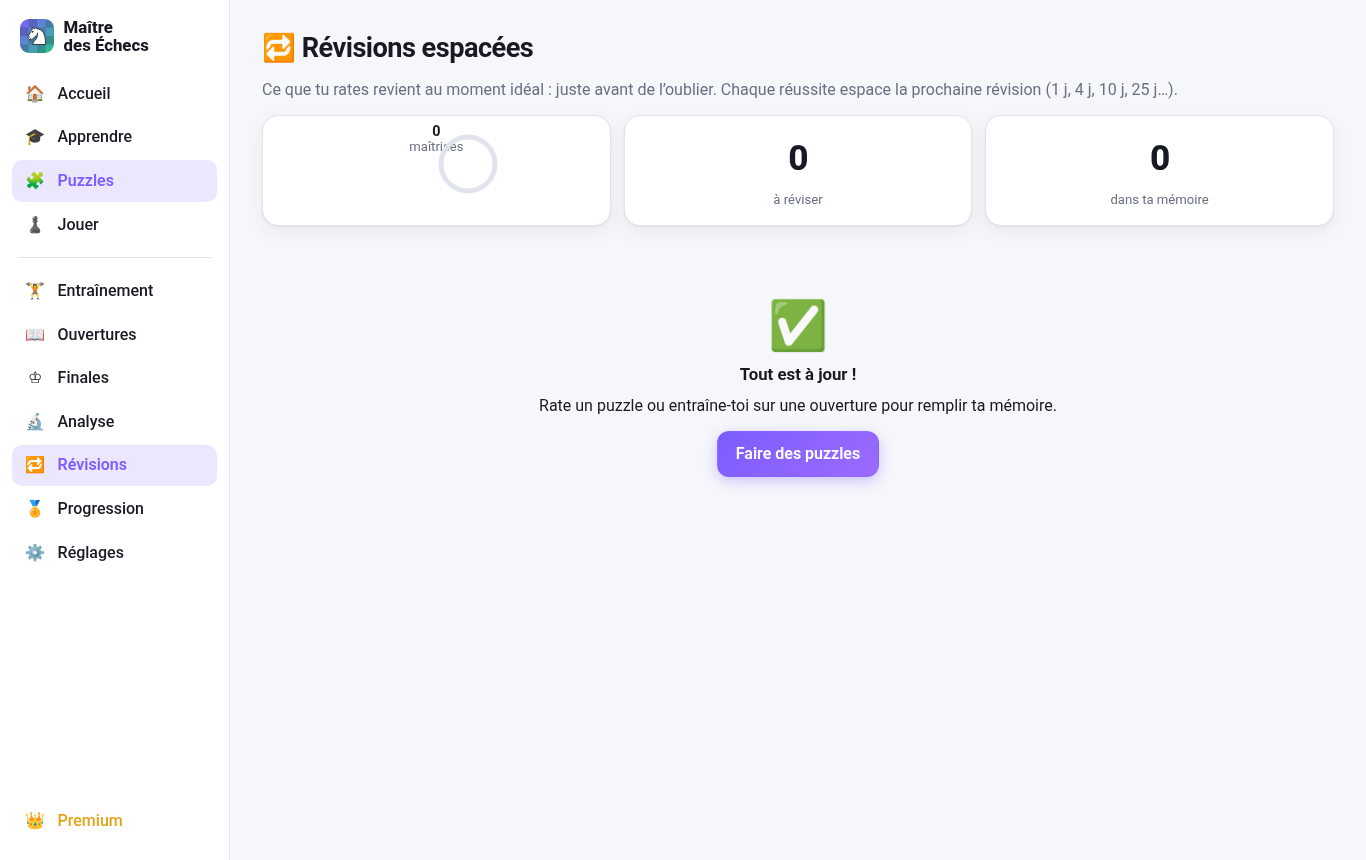 Maître
des Échecs
Accueil
Apprendre
Puzzles
Jouer
Entraînement
Ouvertures
Finales
Analyse
Révisions
Progression
Réglages
Premium
Révisions espacées
Ce que tu rates revient au moment idéal : juste avant de l’oublier. Chaque réussite espace la prochaine révision (1 j, 4 j, 10 j, 25 j…).
0
maîtrisés
0
à réviser
0
dans ta mémoire
Tout est à jour !
Rate un puzzle ou entraîne-toi sur une ouverture pour remplir ta mémoire.
Faire des puzzles